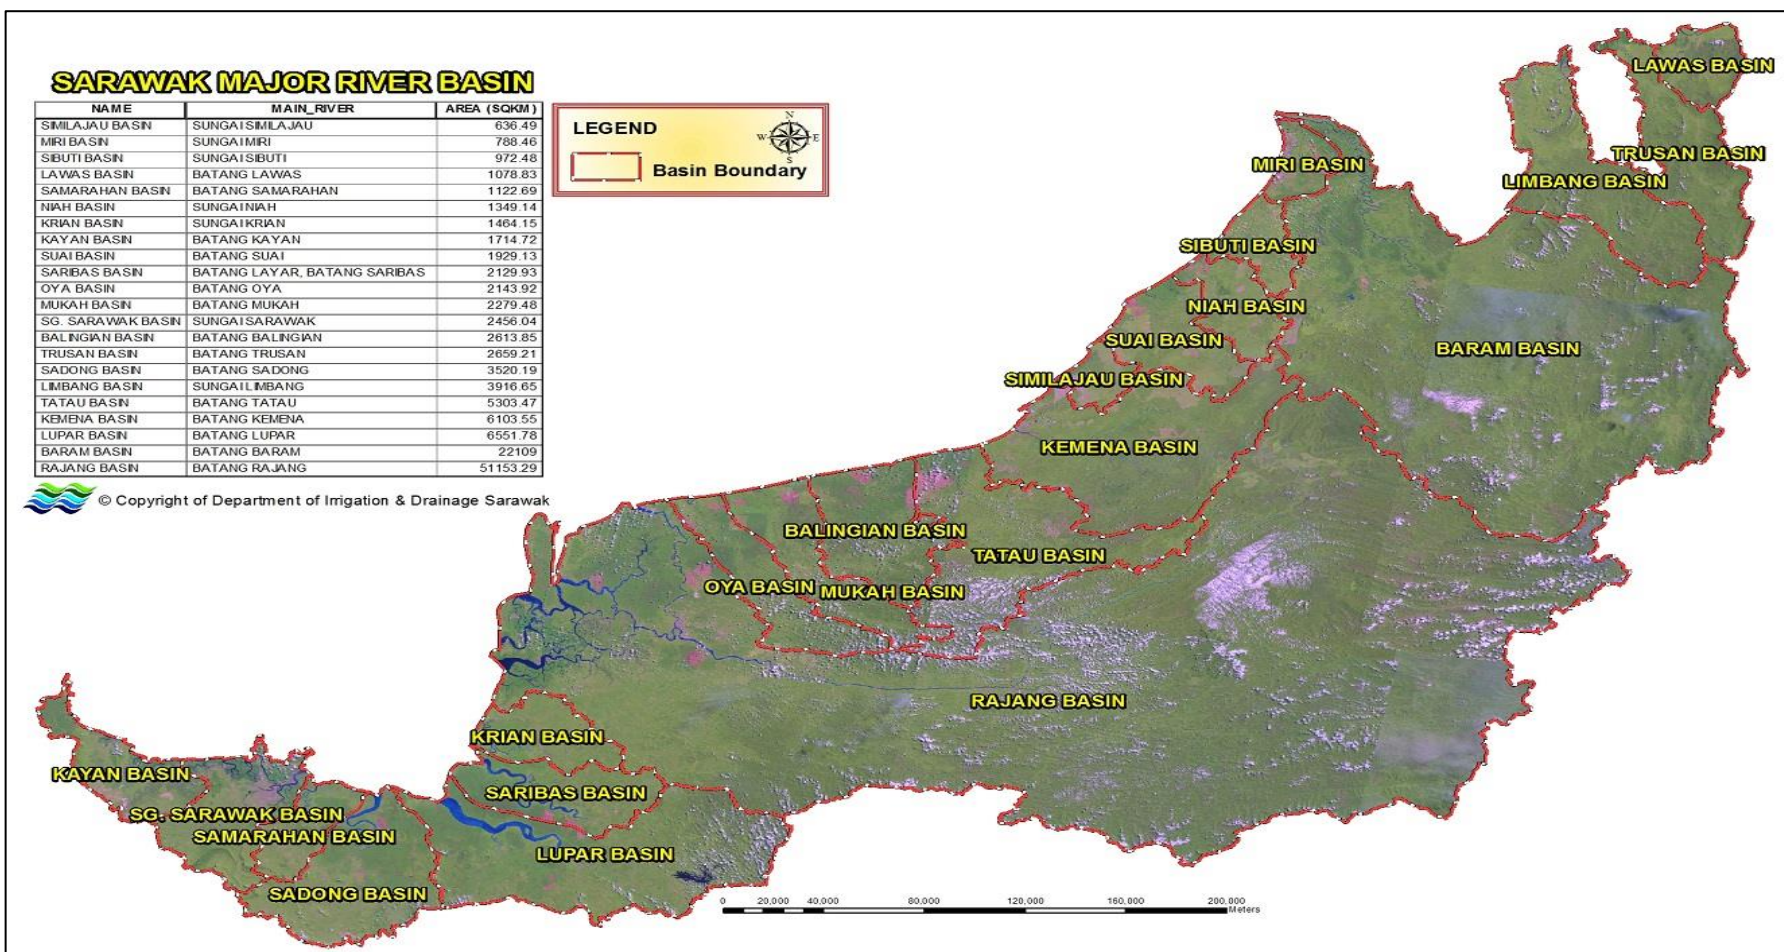 SARAWAK MAJOR RIVER BASIN
NAME MAIN_RIVER AREA (SQKM)
SIMILAJAU BASIN SUNGAI SIMILAJAU 636.49
MIRI BASIN SUNGAI MIRI 788.46
SIBUTI BASIN SUNGAI SIBUTI 972.48
LAWAS BASIN BATANG LAWAS 1078.83
SAMARAHAN BASIN BATANG SAMARAHAN 1122.69
NIAH BASIN SUNGAI NIAH 1349.14
KRIAN BASIN SUNGAI KRIAN 1464.15
KAYAN BASIN BATANG KAYAN 1714.72
SUAI BASIN BATANG SUAI 1929.13
SARIBAS BASIN BATANG LAYAR, BATANG SARIBAS 2129.93
OYA BASIN BATANG OYA 2143.92
MUKAH BASIN BATANG MUKAH 2279.48
SG. SARAWAK BASIN SUNGAI SARAWAK 2456.04
BALINGIAN BASIN BATANG BALINGIAN 2613.85
TRUSAN BASIN BATANG TRUSAN 2659.21
SADONG BASIN BATANG SADONG 3520.19
LIMBANG BASIN SUNGAI LIMBANG 3916.65
TATAU BASIN BATANG TATAU 5303.47
KEMENA BASIN BATANG KEMENA 6103.55
LUPAR BASIN BATANG LUPAR 6551.78
BARAM BASIN BATANG BARAM 22109
RAJANG BASIN BATANG RAJANG 51153.29
© Copyright of Department of Irrigation & Drainage Sarawak
LEGEND
N
W E
S
Basin Boundary
LAWAS BASIN
TRUSAN BASIN
MIRI BASIN
LIMBANG BASIN
SIBUTI BASIN
NIAH BASIN
SUAI BASIN
BARAM BASIN
SIMILAJAU BASIN
KEMENA BASIN
BALINGIAN BASIN
TATAU BASIN
OYA BASIN
MUKAH BASIN
RAJANG BASIN
KRIAN BASIN
KAYAN BASIN
SARIBAS BASIN
SG. SARAWAK BASIN
SAMARAHAN BASIN
LUPAR BASIN
SADONG BASIN
0 20,000 40,000 80,000 120,000 160,000 200,000
Meters